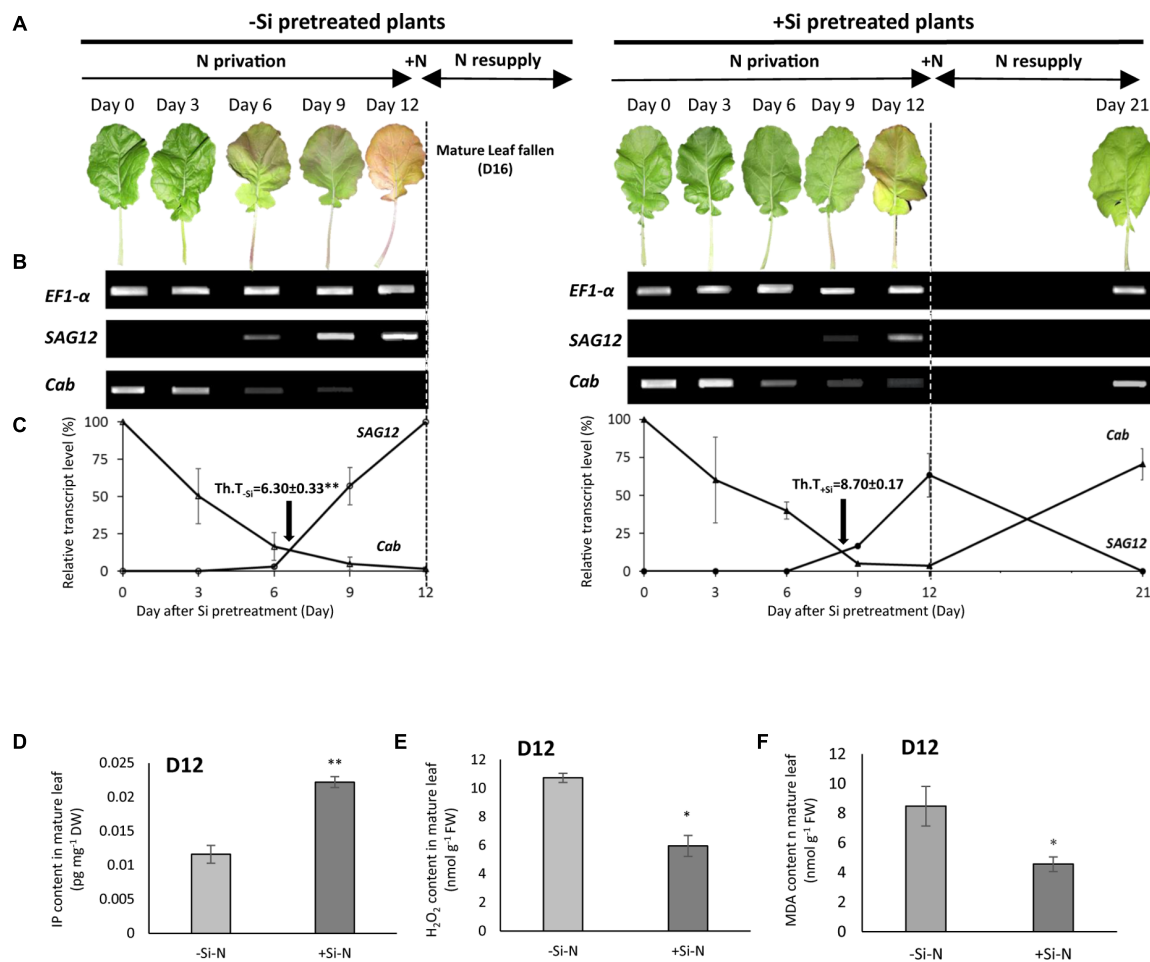 A
-Si pretreated plants
+Si pretreated plants
N privation
+N
N resupply
N privation
+N
N resupply
Day 0
Day 3
Day 6
Day 9
Day 12
Day 0
Day 3
Day 6
Day 9
Day 12
Day 21
Mature Leaf fallen
(D16)
B
EF1-α
SAG12
Cab
EF1-α
SAG12
Cab
C
Relative transcript level (%)
100
75
50
25
0
SAG12
Th.T-Si=6.30±0.33**
Cab
0
3
6
9
12
Day after Si pretreatment (Day)
Relative transcript level (%)
100
75
50
25
0
Cab
Th.T+Si=8.70±0.17
SAG12
0
3
6
9
12
21
Day after Si pretreatment (Day)
D
D12
IP content in mature leaf
(pg mg-1 DW)
0.025
0.02
0.015
0.01
0.005
0
**
-Si-N
+Si-N
E
D12
H2O2 content in mature leaf
(nmol g-1 FW)
12
10
8
6
4
2
0
*
-Si-N
+Si-N
F
D12
MDA content n mature leaf
(nmol g-1 FW)
12
10
8
6
4
2
0
*
-Si-N
+Si-N